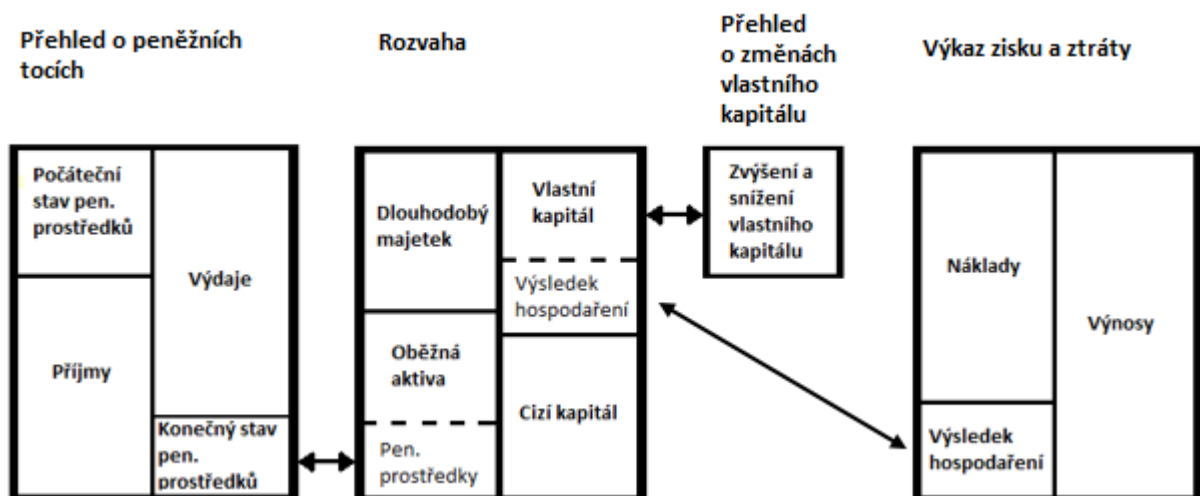 Přehled o peněžních
tocích
Rozvaha
Přehled
o změnách
vlastního
kapitálu
Výkaz zisku a ztráty
Počáteční
stav pen.
prostředků
Příjmy
Výdaje
Konečný stav
pen.
prostředků
Dlouhodobý
majetek
Oběžná
aktiva
Pen.
prostředky
Vlastní
kapitál
Výsledek
hospodaření
Cizí kapitál
Zvýšení a
snížení
vlastního
kapitálu
Náklady
Výsledek
hospodaření
Výnosy